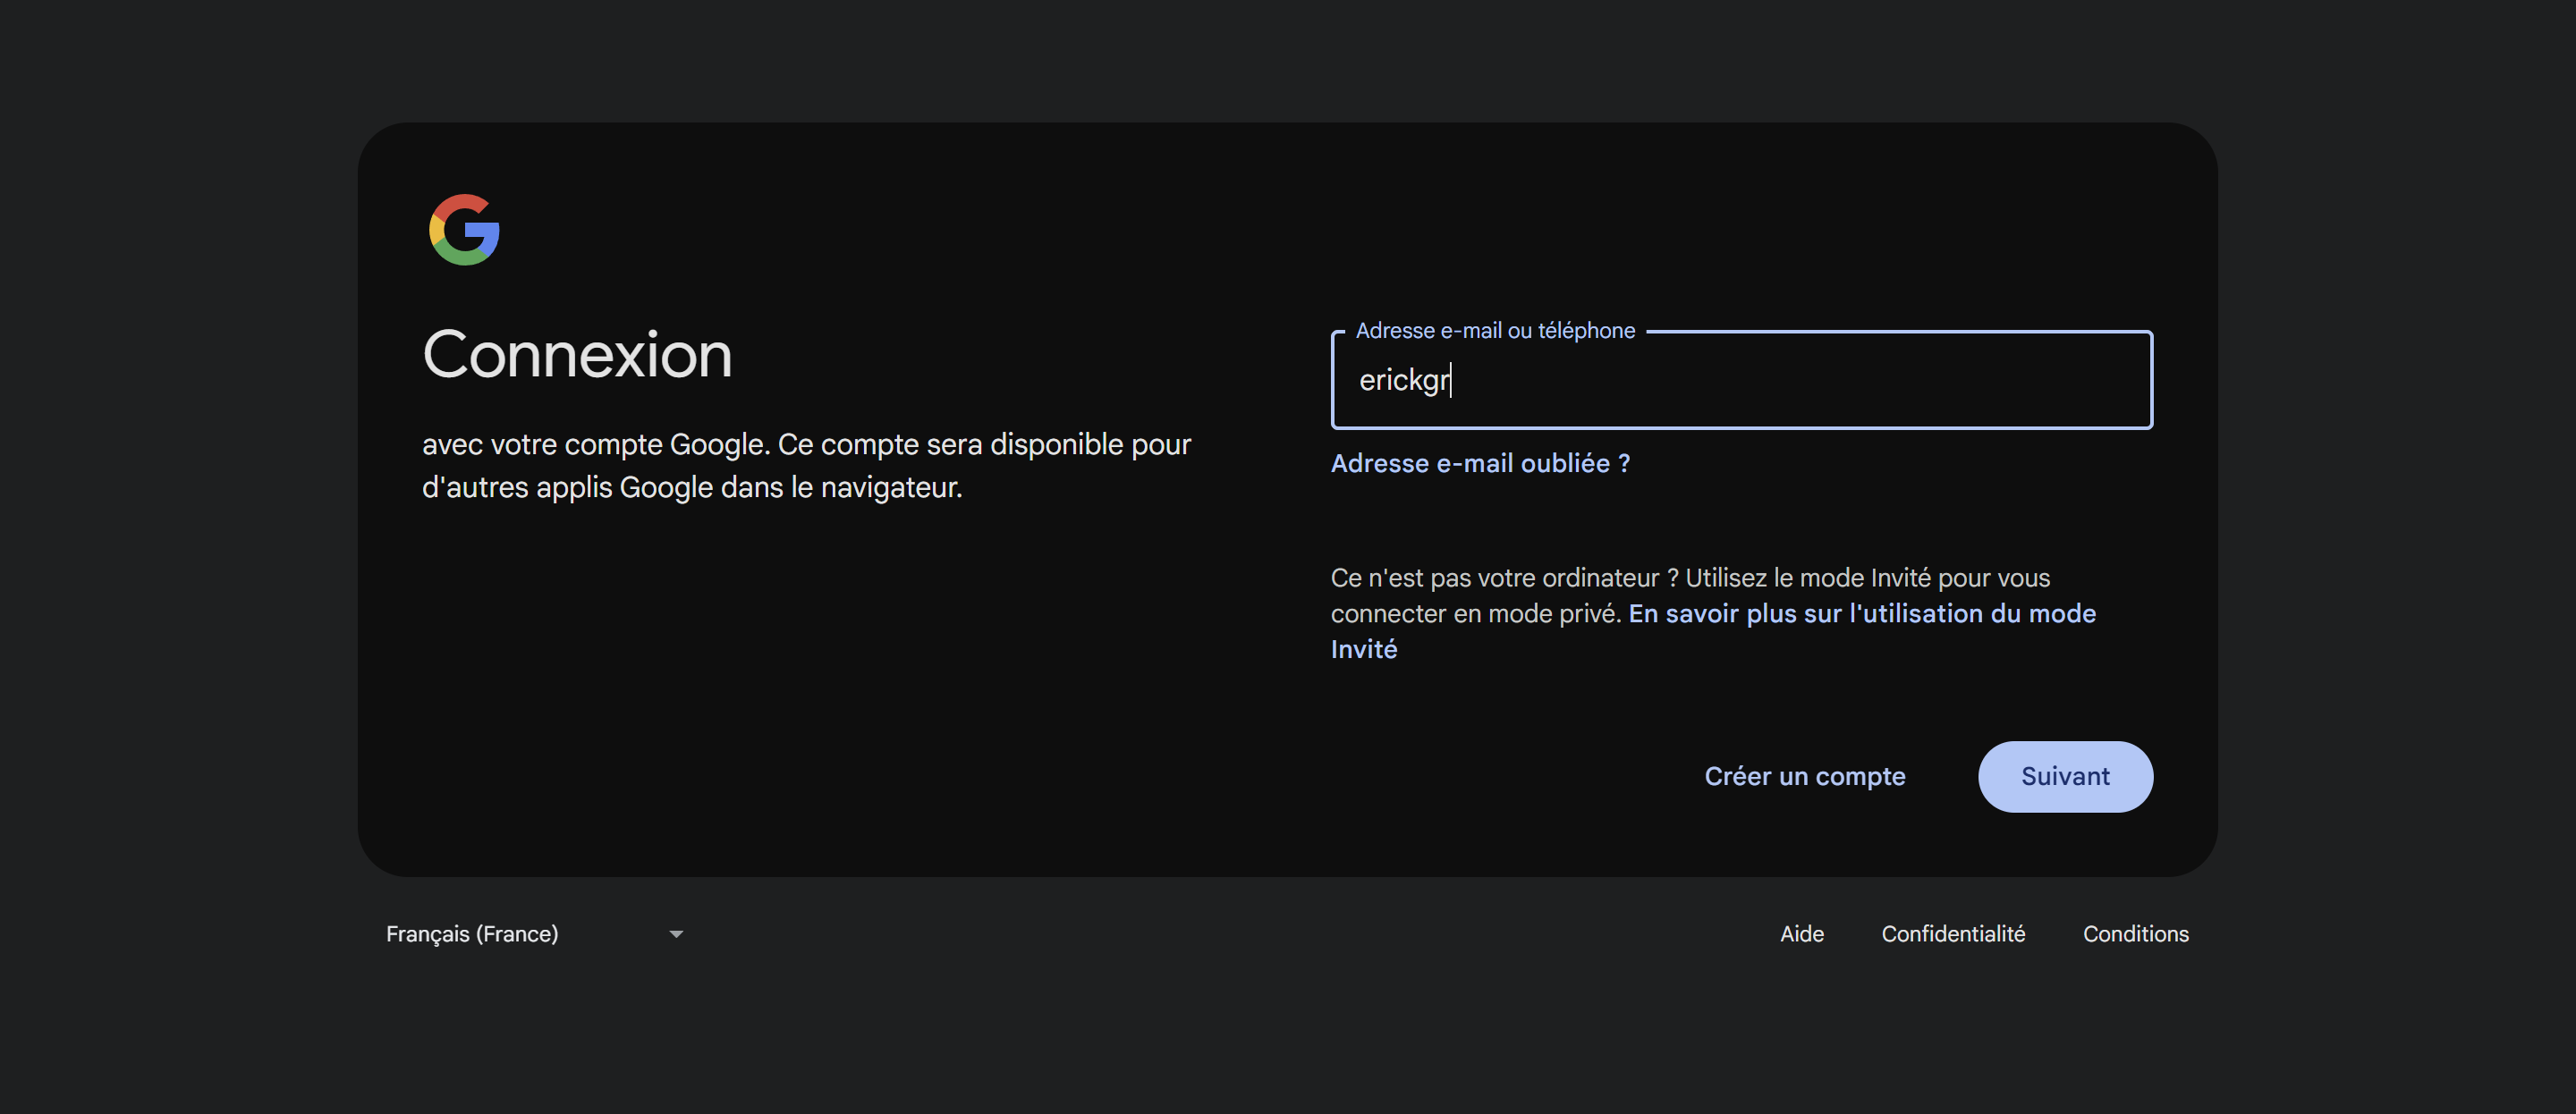 Connexion
avec votre compte Google. Ce compte sera disponible pour
d'autres applis Google dans le navigateur.
Adresse e-mail ou téléphone
erickgr
Adresse e-mail oubliée ?
Ce n'est pas votre ordinateur ? Utilisez le mode Invité pour vous
connecter en mode privé. En savoir plus sur l'utilisation du mode
Invité
Créer un compte
Suivant
Français (France)
Aide
Confidentialité
Conditions